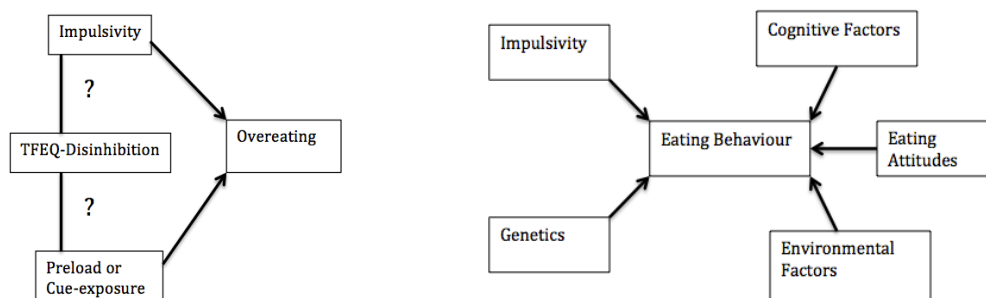 Impulsivity
?
TFEQ-Disinhibition
?
Preload or
Cue-exposure
Overeating
Impulsivity
Cognitive Factors
Eating Behaviour
Eating
Attitudes
Genetics
Environmental
Factors